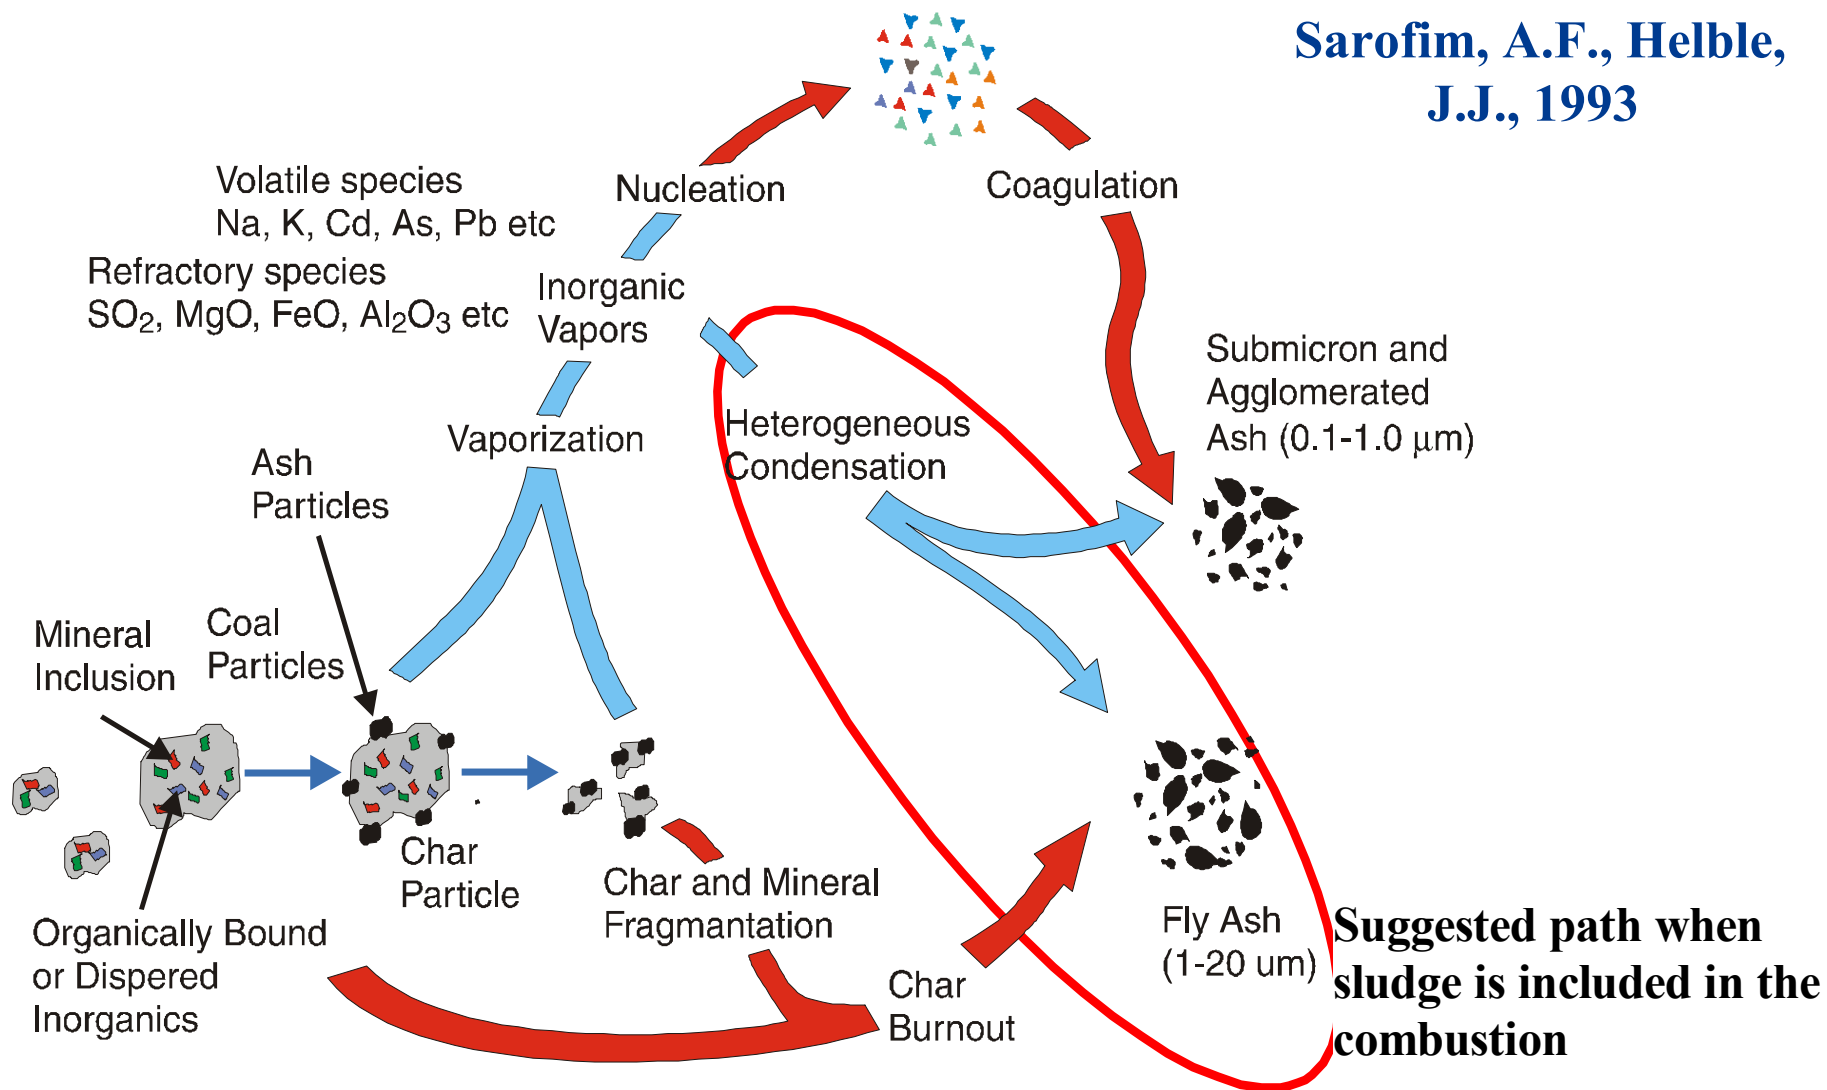 Sarofim, A.F., Helble,
J.J., 1993
Volatile species
Na, K, Cd, As, Pb etc
Refractory species
SO₂, MgO, FeO, Al₂O₃ etc
Nucleation
Coagulation
Inorganic
Vapors
Submicron and
Agglomerated
Ash (0.1-1.0 μm)
Vaporization
Heterogeneous
Condensation
Ash
Particles
Mineral
Inclusion
Coal
Particles
Char
Particle
Char and Mineral
Fragmantation
Organically Bound
or Dispered
Inorganics
Char
Burnout
Fly Ash
(1-20 um)
Suggested path when
sludge is included in the
combustion